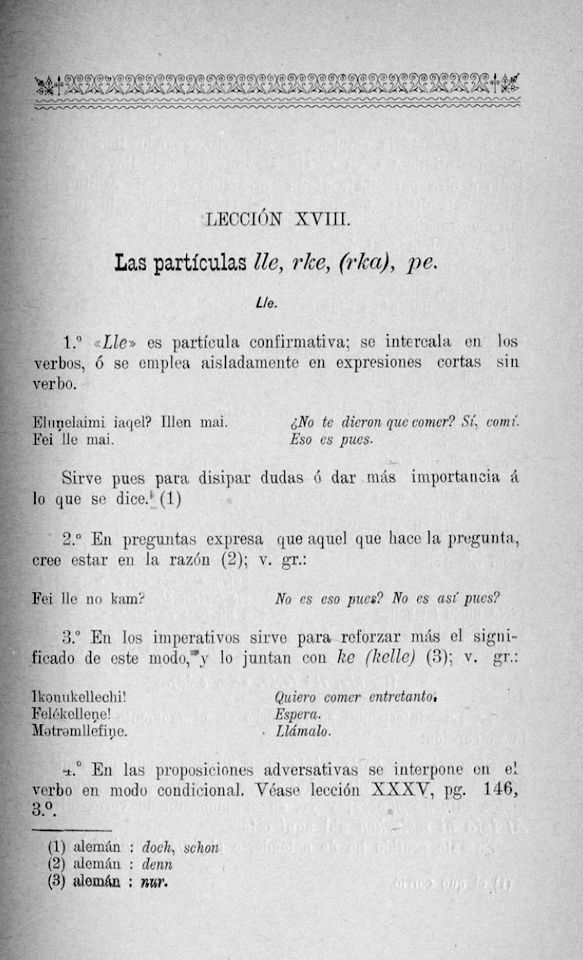 LECCIÓN XVIII.
Las partículas lle, rke, (rka), pe.
Lle.
1.º «Lle» es partícula confirmativa; se intercala en los
verbos, ó se emplea aisladamente en expresiones cortas sin
verbo.
Eluṇelaimi iaqel? Illen mai. ¿No te dieron que comer? Sí, comí.
Fei lle mai. Eso es pues.
Sirve pues para disipar dudas ó dar más importancia á
lo que se dice. (1)
2.º En preguntas expresa que aquel que hace la pregunta,
cree estar en la razón (2); v. gr.:
Fei lle no kam? No es eso pues? No es así pues?
3.º En los imperativos sirve para reforzar más el signi-
ficado de este modo, y lo juntan con ke (kelle) (3); v. gr.:
Ikonukellechi! Quiero comer entretanto.
Felékelleṇe! Espera.
Mətrəmllefiṇe. Llámalo.
4.º En las proposiciones adversativas se interpone en el
verbo en modo condicional. Véase lección XXXV, pg. 146,
3.º.
(1) alemán : doch, schon
(2) alemán : denn
(3) alemán : nur.